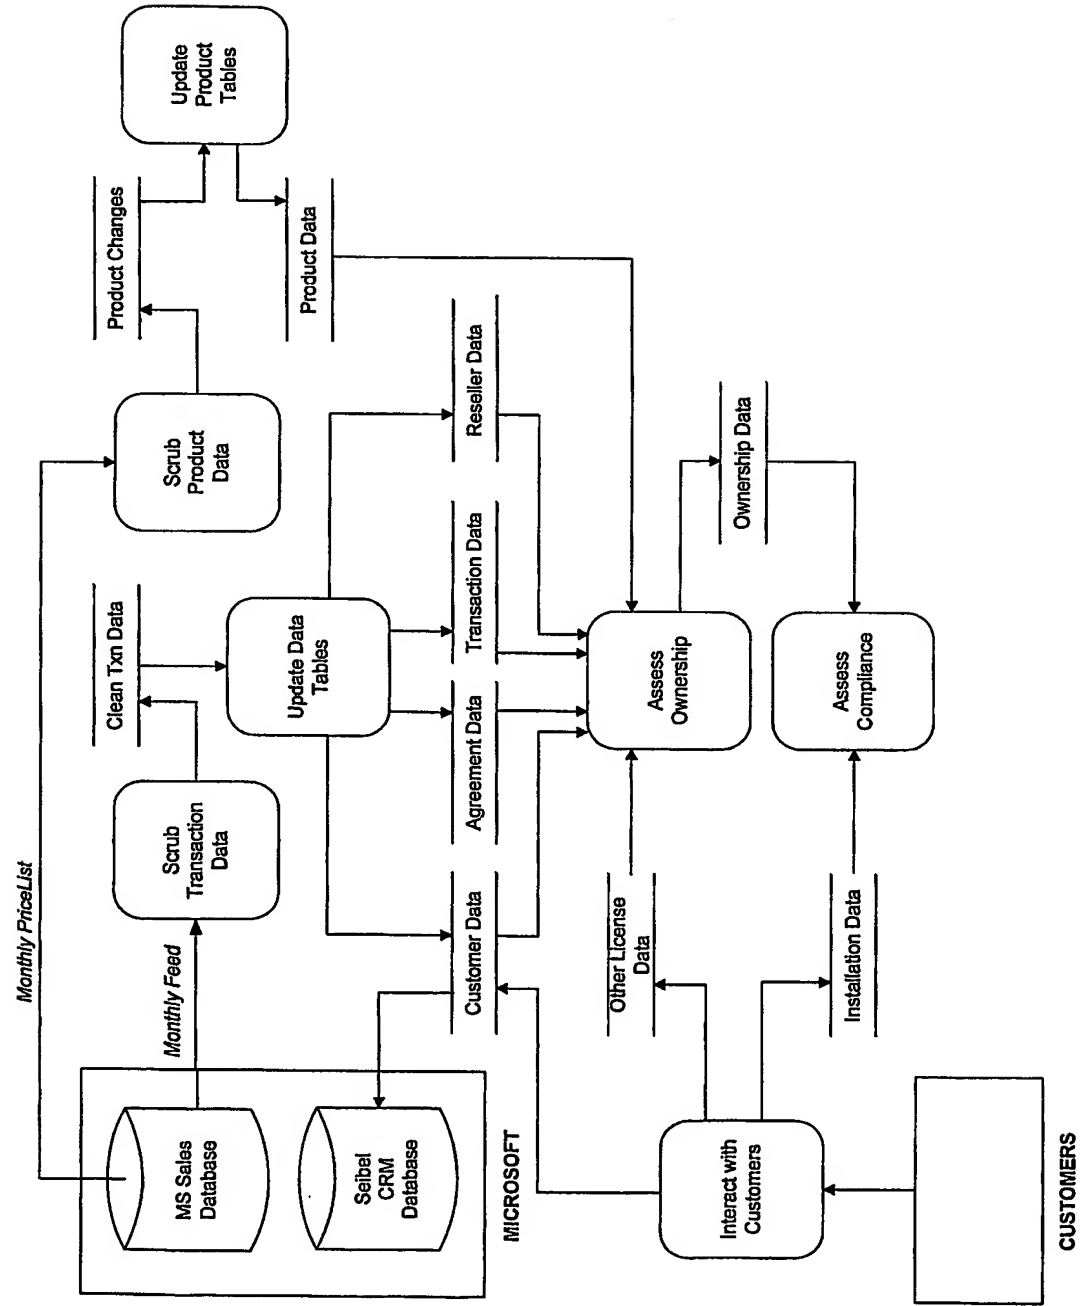 Monthly PriceList
Monthly Feed
MS Sales
Database
Seibel
CRM
Database
MICROSOFT
Scrub
Transaction
Data
Clean Txn Data
Scrub
Product
Data
Product Changes
Update
Product
Tables
Product Data
Update Data
Tables
Customer Data
Agreement Data
Transaction Data
Reseller Data
Other License
Data
Assess
Ownership
Ownership Data
Installation Data
Assess
Compliance
Interact with
Customers
CUSTOMERS